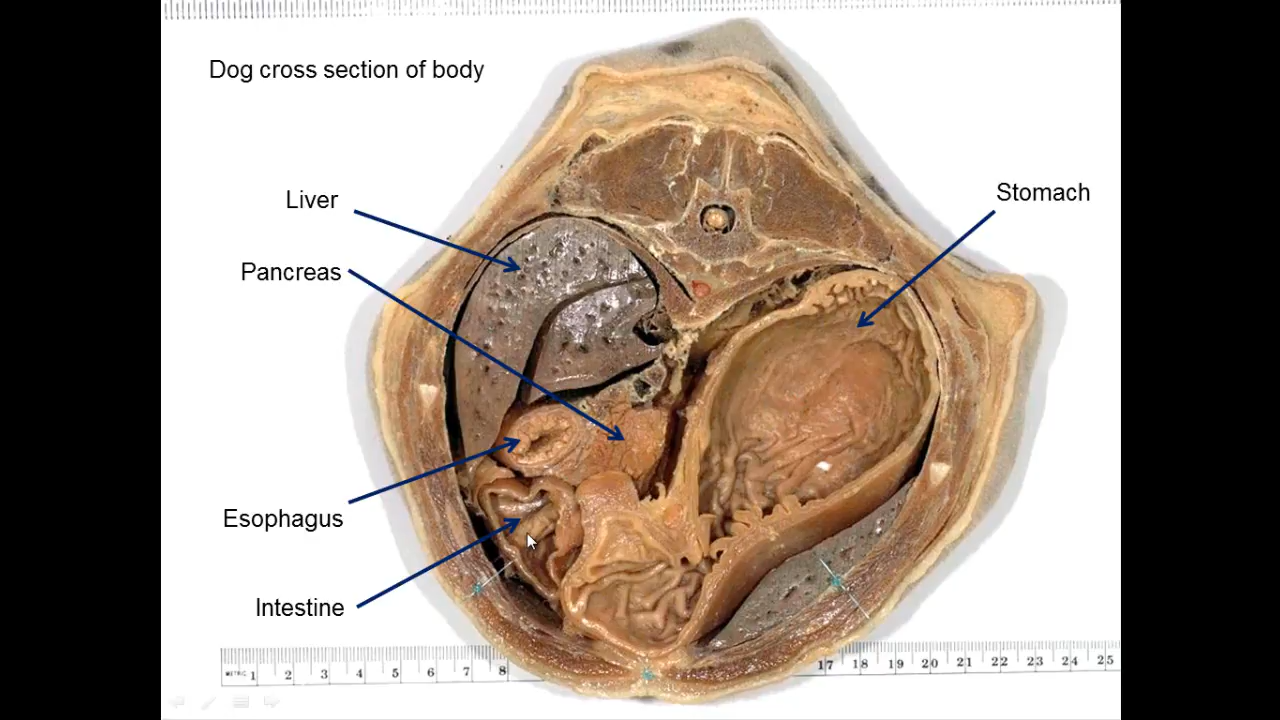 Dog cross section of body
Liver
Stomach
Pancreas
Esophagus
Intestine
METRIC 1 2 3 4 5 6 7 8 17 18 19 20 21 22 23 24 25